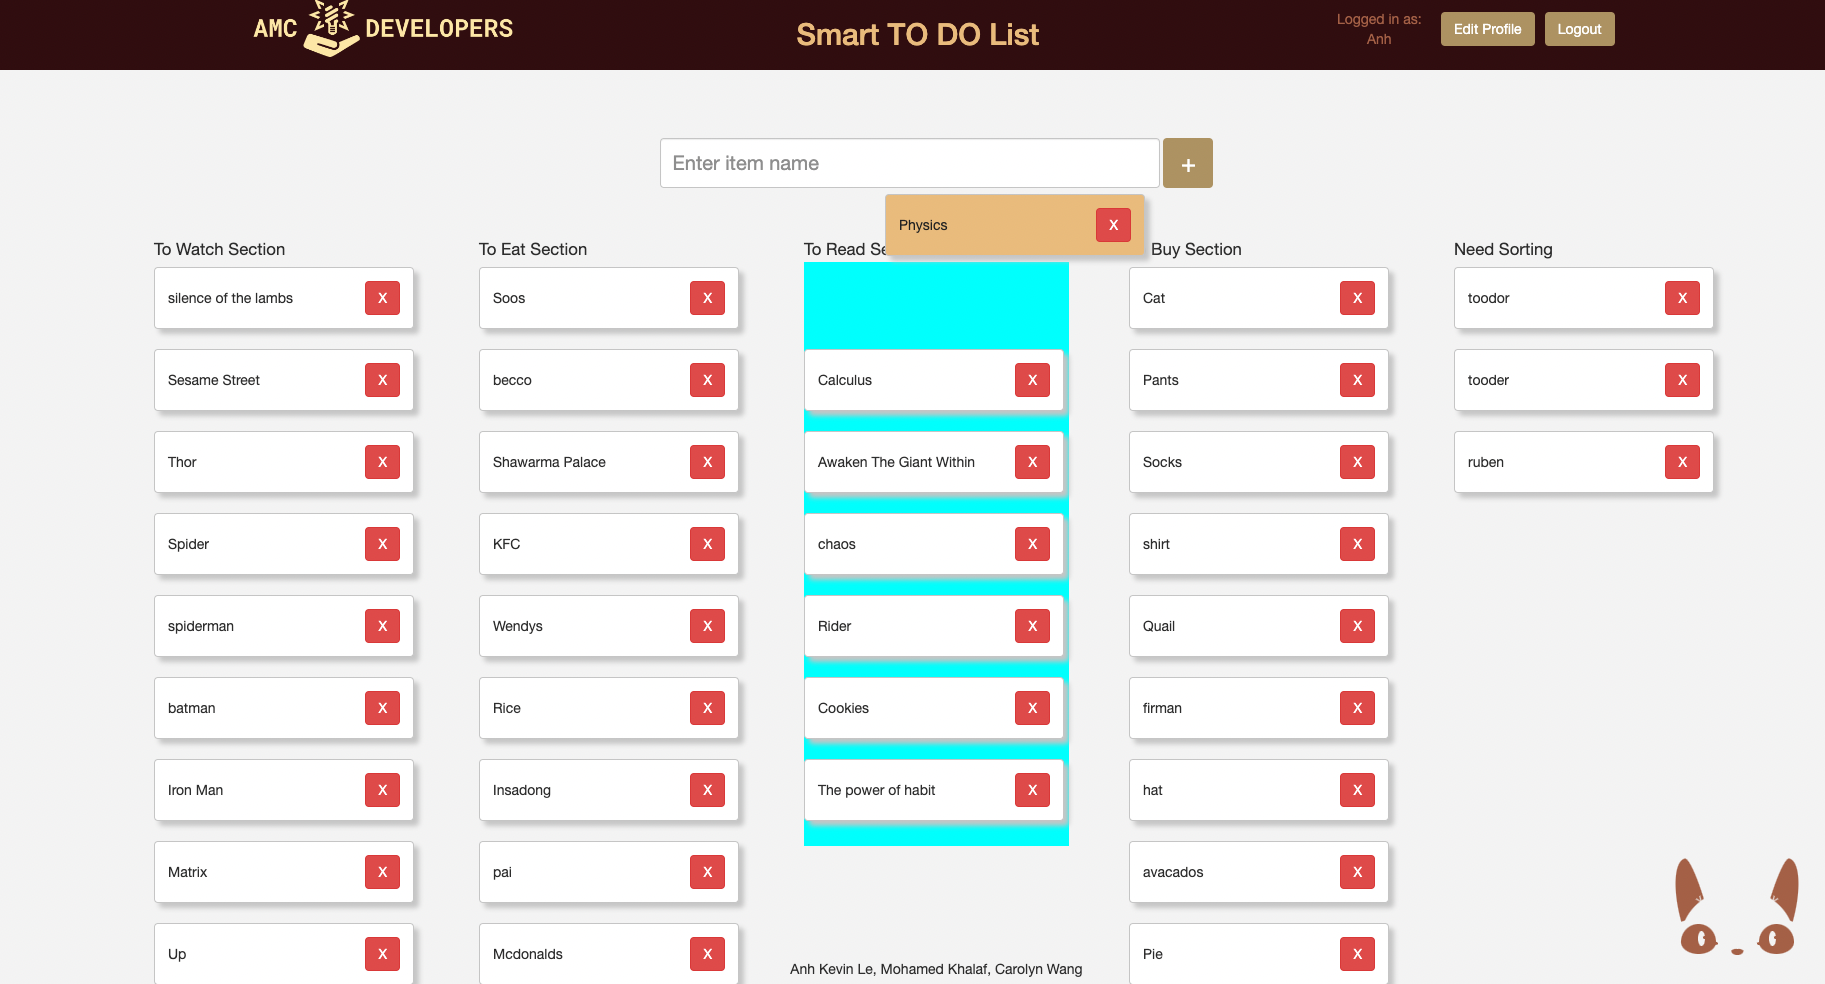 AMC DEVELOPERS
Smart TO DO List
Logged in as:
Anh
Edit Profile
Logout
Enter item name
+
Physics X
To Watch Section
silence of the lambs X
Sesame Street X
Thor X
Spider X
spiderman X
batman X
Iron Man X
Matrix X
Up X
To Eat Section
Soos X
becco X
Shawarma Palace X
KFC X
Wendys X
Rice X
Insadong X
pai X
Mcdonalds X
To Read
Calculus X
Awaken The Giant Within X
chaos X
Rider X
Cookies X
The power of habit X
Buy Section
Cat X
Pants X
Socks X
shirt X
Quail X
firman X
hat X
avacados X
Pie X
Need Sorting
toodor X
tooder X
ruben X
Anh Kevin Le, Mohamed Khalaf, Carolyn Wang